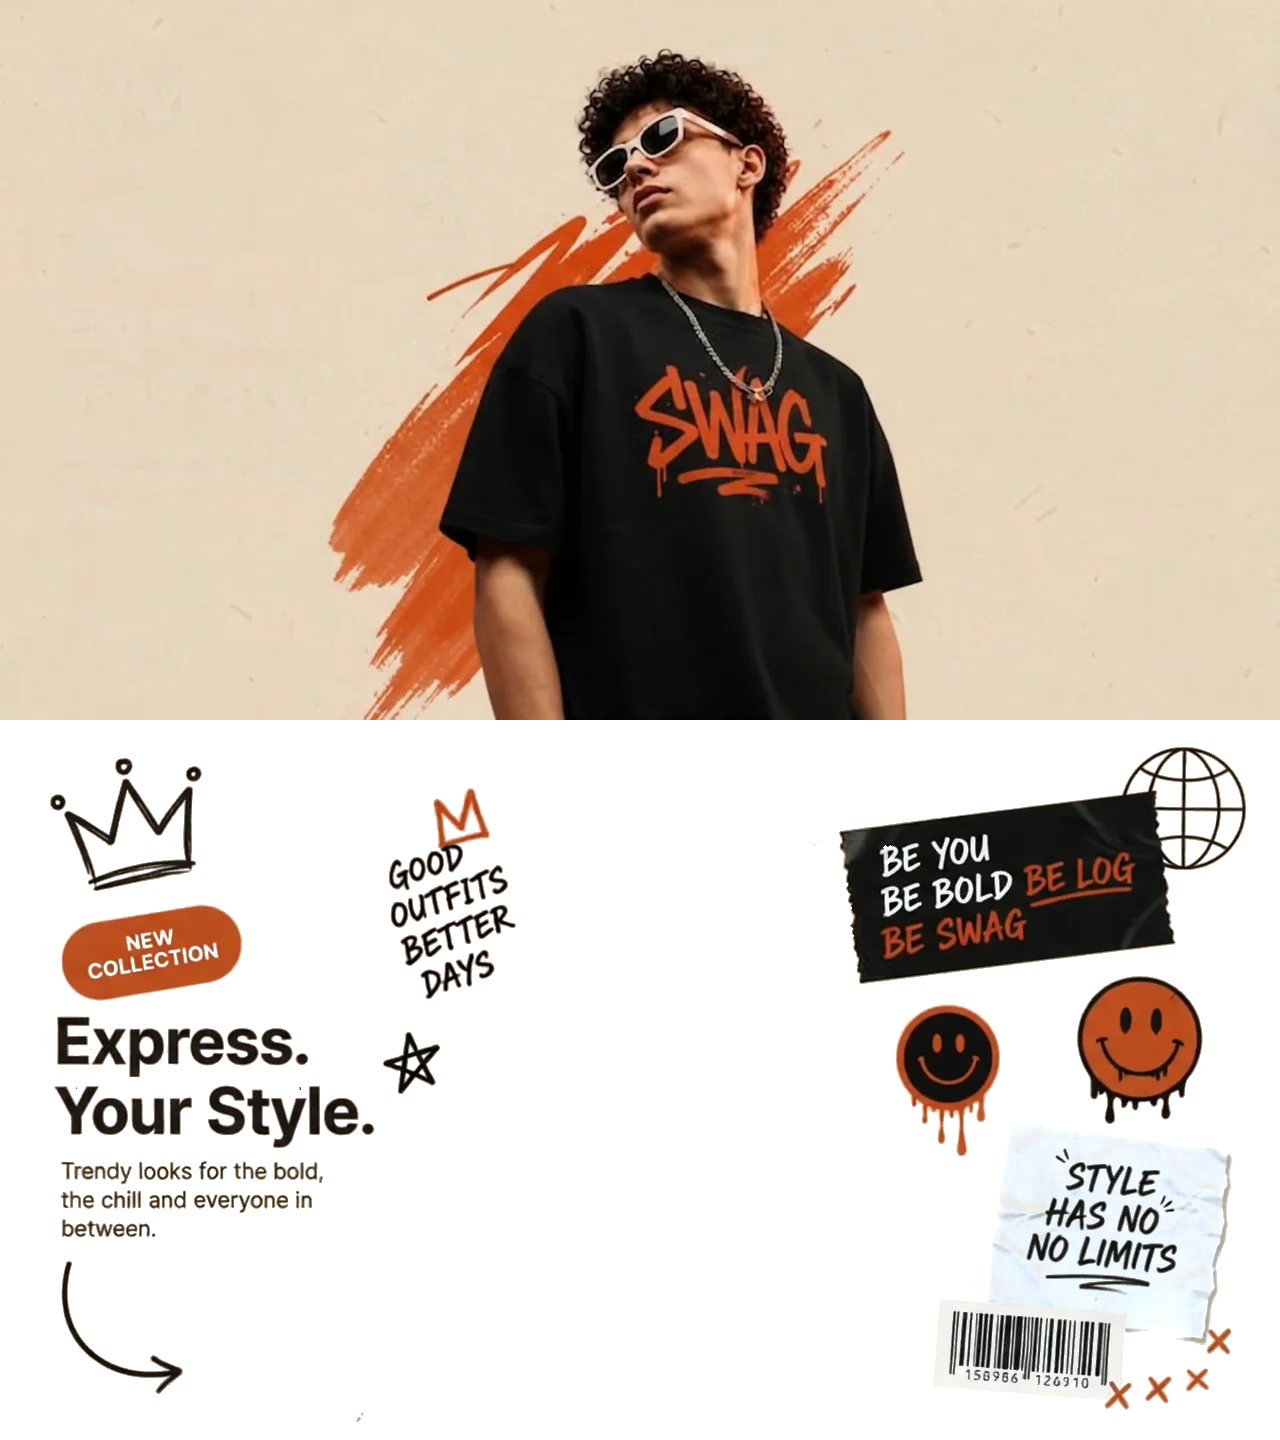 SWAG
NEW
COLLECTION
Express.
Your Style.
Trendy looks for the bold,
the chill and everyone in
between.
GOOD
OUTFITS
BETTER
DAYS
BE YOU
BE BOLD BE LOG
BE SWAG
STYLE
HAS NO
NO LIMITS
158986 126910